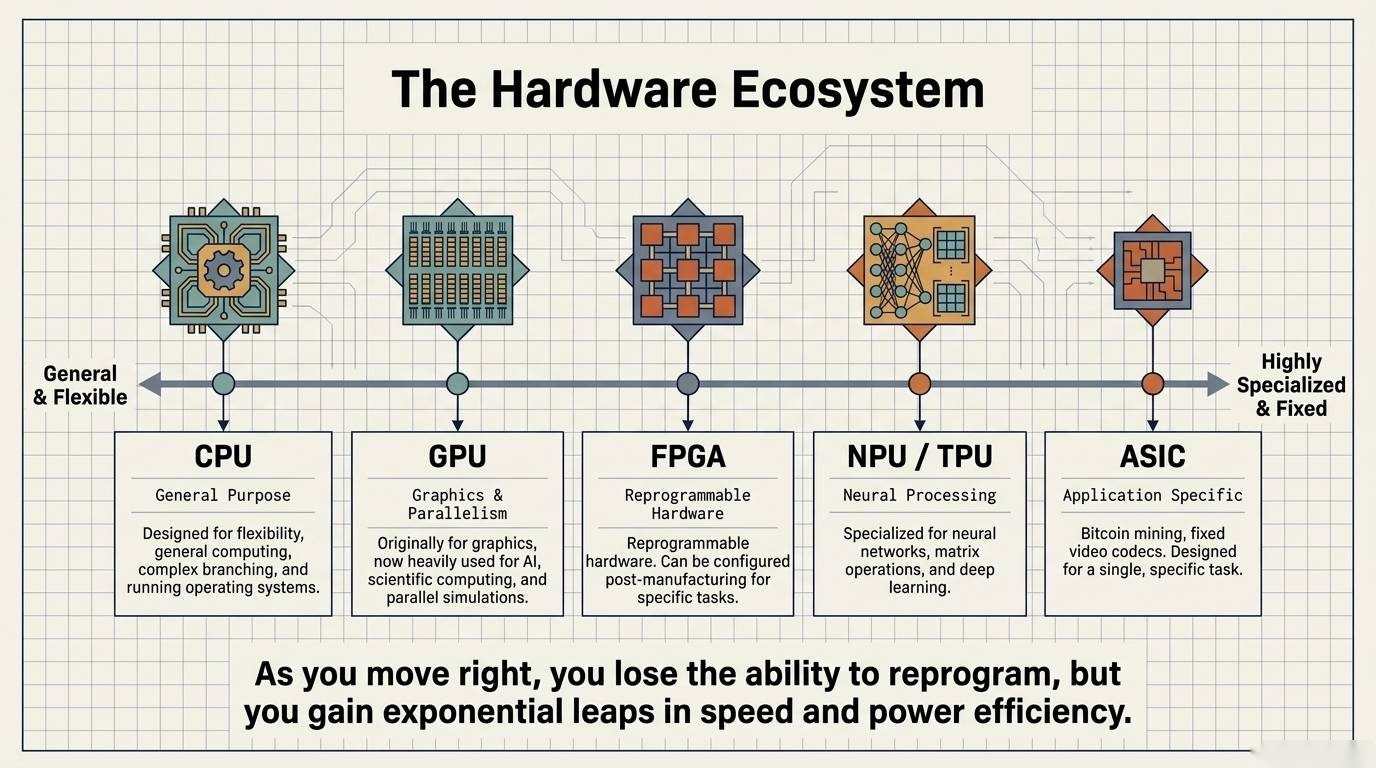 The Hardware Ecosystem
General
& Flexible
Highly
Specialized
& Fixed
CPU
General Purpose
Designed for flexibility,
general computing,
complex branching, and
running operating systems.
GPU
Graphics &
Parallelism
Originally for graphics,
now heavily used for AI,
scientific computing, and
parallel simulations.
FPGA
Reprogrammable
Hardware
Reprogrammable
hardware. Can be configured
post-manufacturing for
specific tasks.
NPU / TPU
Neural Processing
Specialized for neural
networks, matrix
operations, and deep
learning.
ASIC
Application Specific
Bitcoin mining, fixed
video codecs. Designed
for a single, specific task.
As you move right, you lose the ability to reprogram, but
you gain exponential leaps in speed and power efficiency.